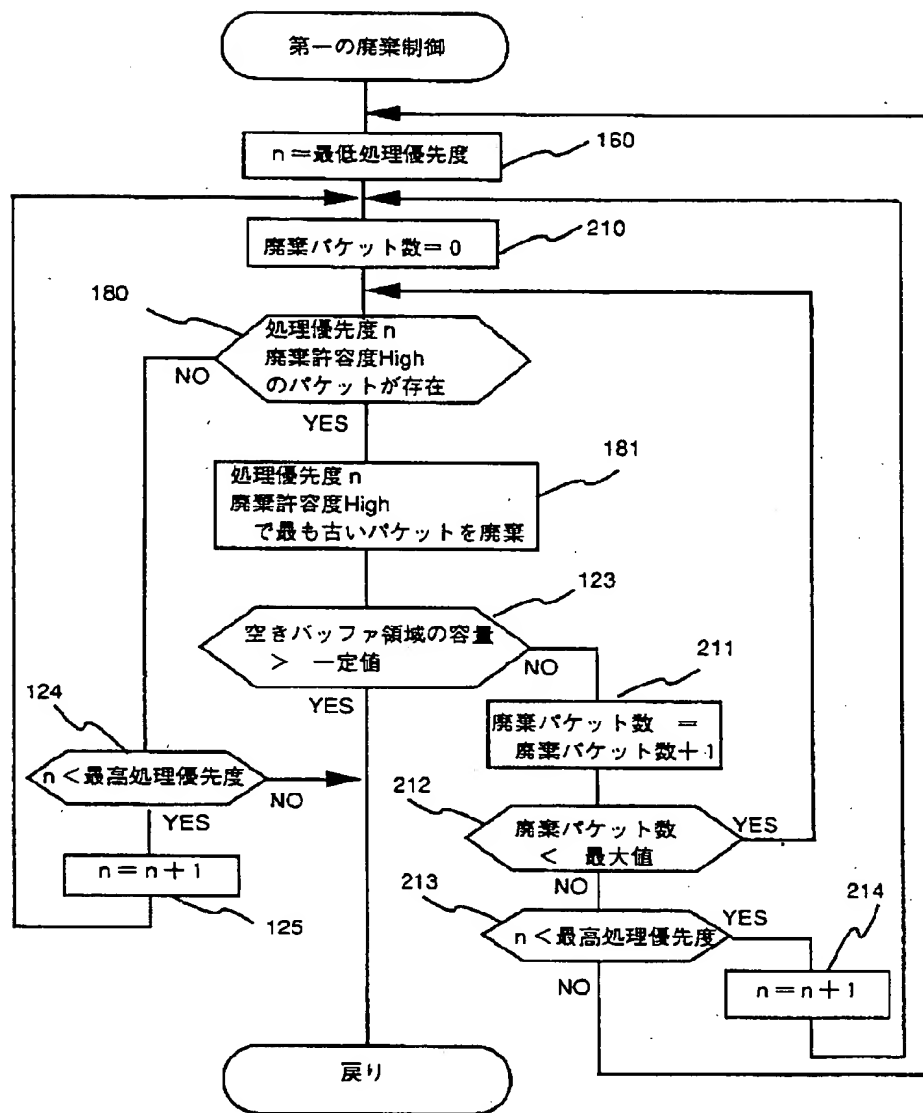 第一の廃棄制御
n＝最低処理優先度
160
廃棄パケット数＝0
210
180
処理優先度n
廃棄許容度High
のパケットが存在
NO
YES
処理優先度n
廃棄許容度High
で最も古いパケットを廃棄
181
空きバッファ領域の容量
> 一定値
123
NO
YES
211
廃棄パケット数 ＝
廃棄パケット数+1
124
n＜最高処理優先度
NO
YES
212
廃棄パケット数
＜ 最大値
YES
NO
n＝n+1
125
213
n＜最高処理優先度
YES
NO
214
n＝n+1
戻り